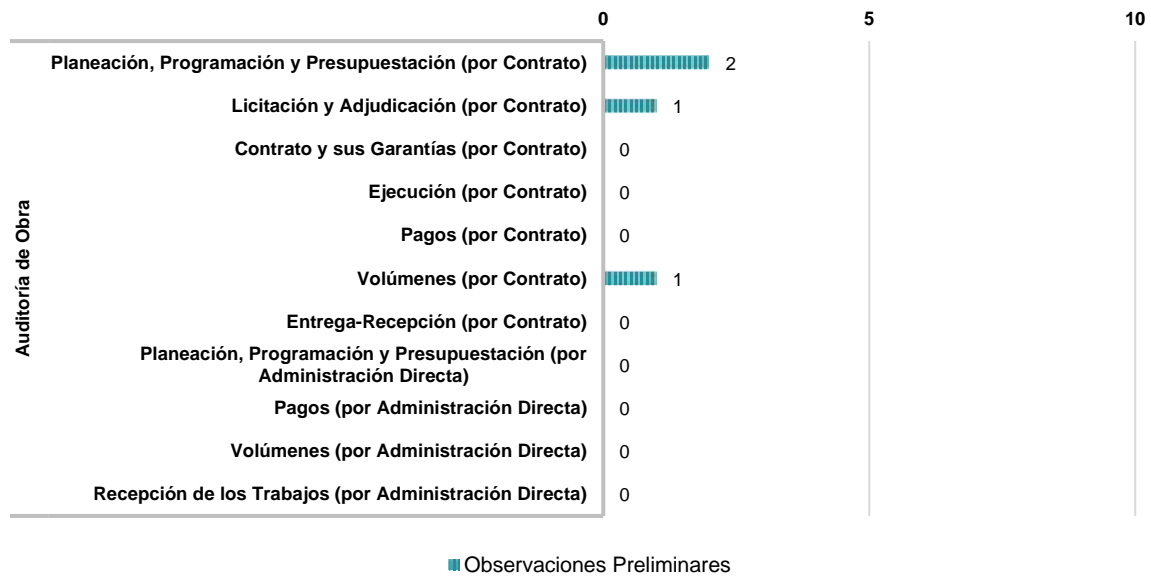 0 5 10
Planeación, Programación y Presupuestación (por Contrato) 2
Licitación y Adjudicación (por Contrato) 1
Contrato y sus Garantías (por Contrato) 0
Ejecución (por Contrato) 0
Pagos (por Contrato) 0
Volúmenes (por Contrato) 1
Entrega-Recepción (por Contrato) 0
Planeación, Programación y Presupuestación (por
Administración Directa) 0
Pagos (por Administración Directa) 0
Volúmenes (por Administración Directa) 0
Recepción de los Trabajos (por Administración Directa) 0
Auditoría de Obra
Observaciones Preliminares